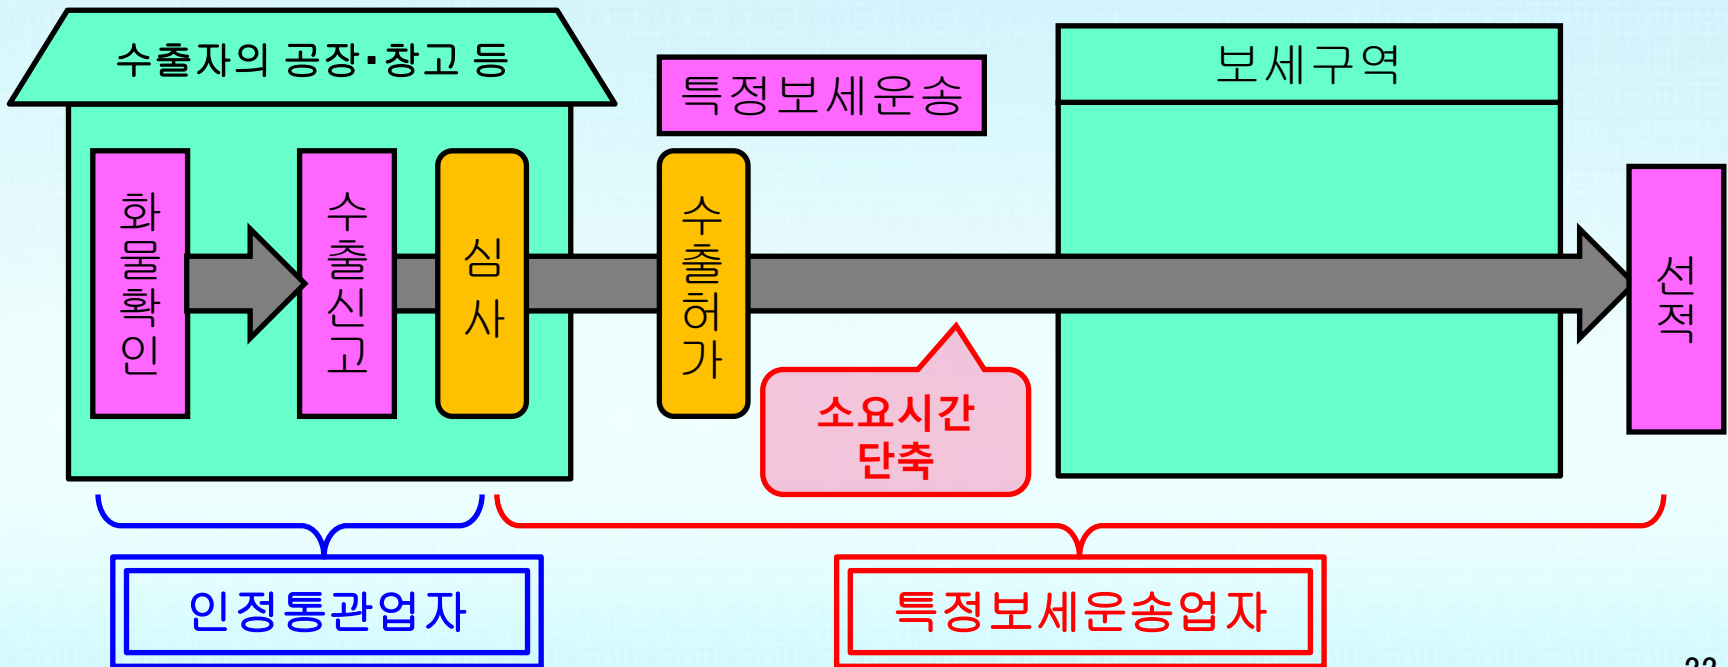 수출자의 공장·창고 등
특정보세운송
보세구역
화물확인
수출신고
심사
수출허가
선적
소요시간
단축
인정통관업자
특정보세운송업자